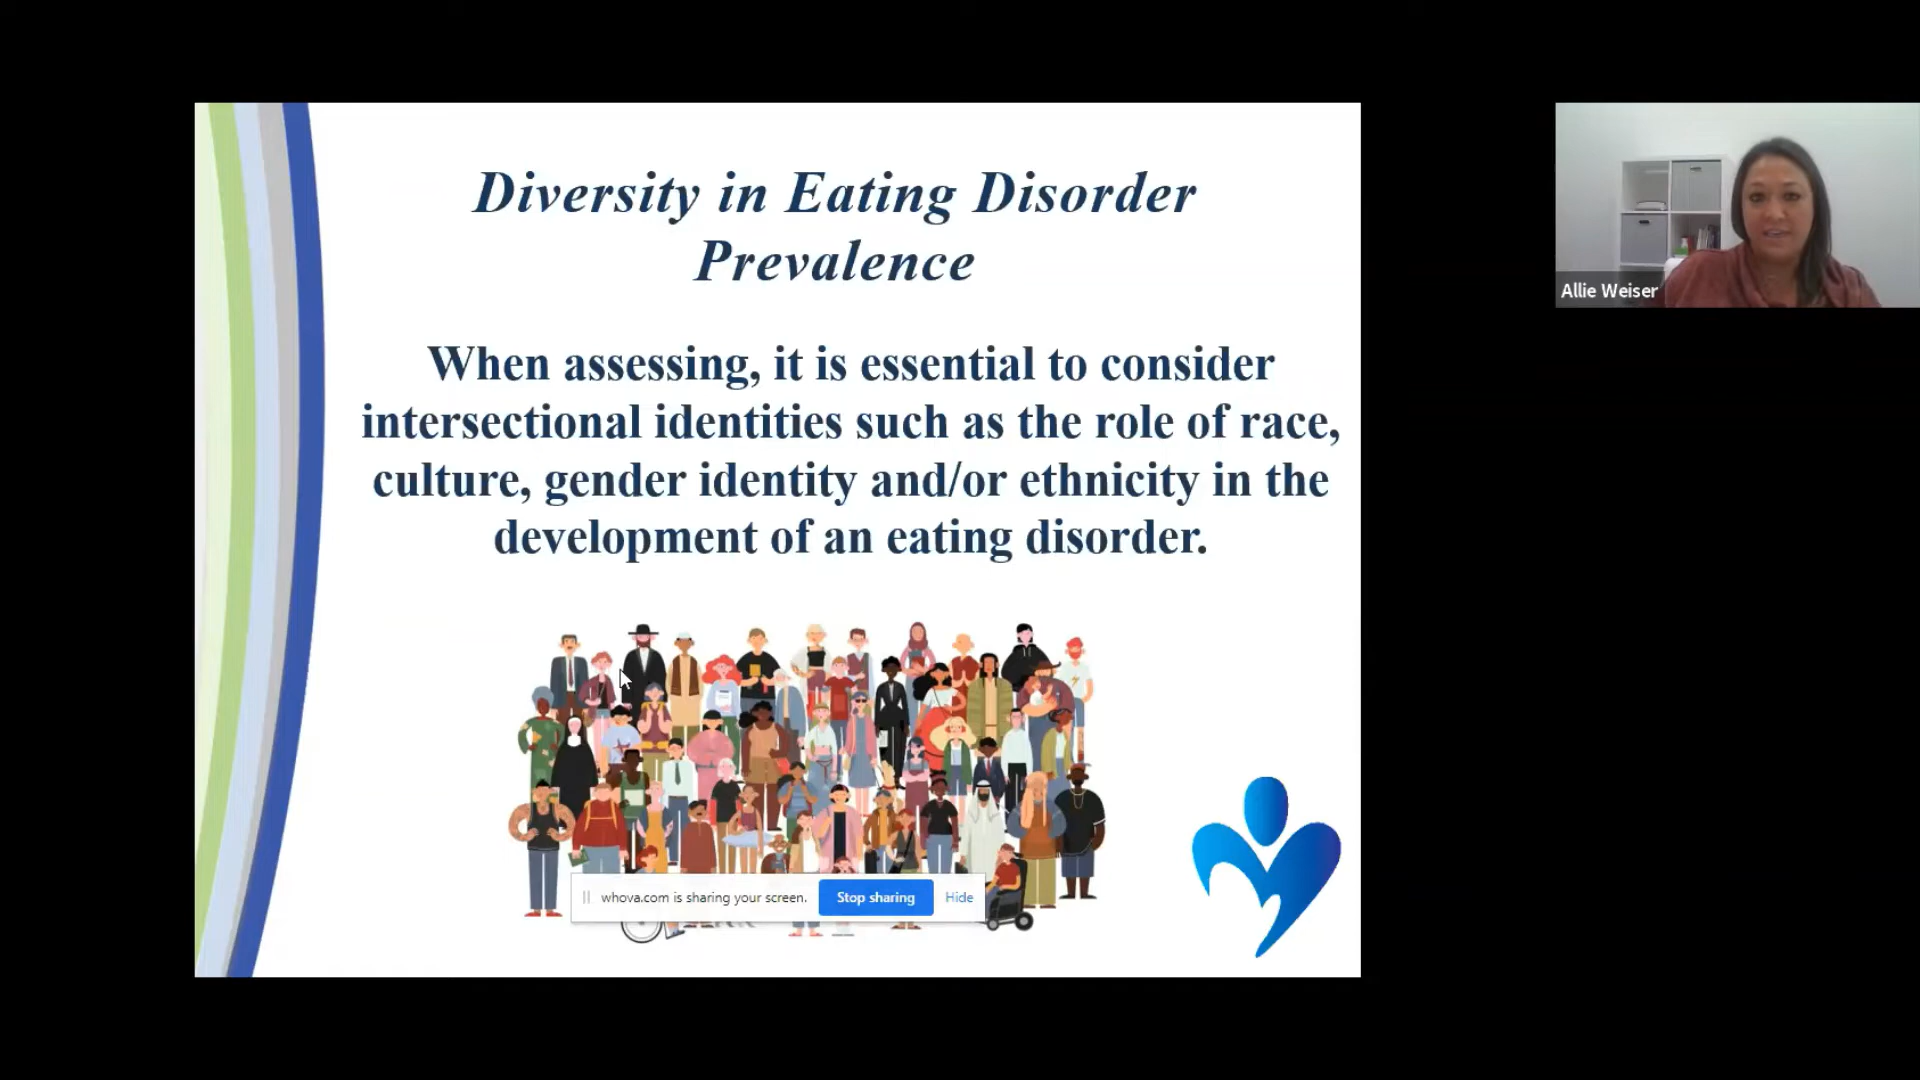 Diversity in Eating Disorder
Prevalence
When assessing, it is essential to consider
intersectional identities such as the role of race,
culture, gender identity and/or ethnicity in the
development of an eating disorder.
Allie Weiser
whova.com is sharing your screen. Stop sharing Hide